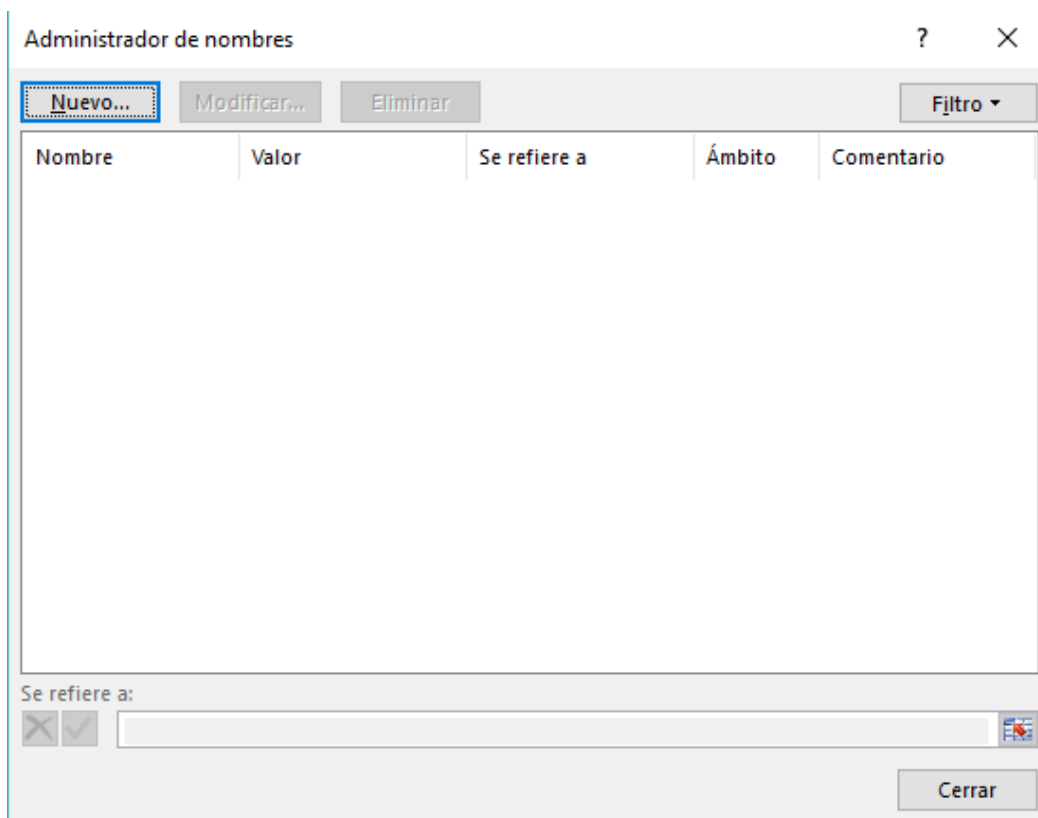 Administrador de nombres ?
Nuevo... Modificar... Eliminar Filtro
Nombre Valor Se refiere a Ámbito Comentario
Se refiere a:
Cerrar